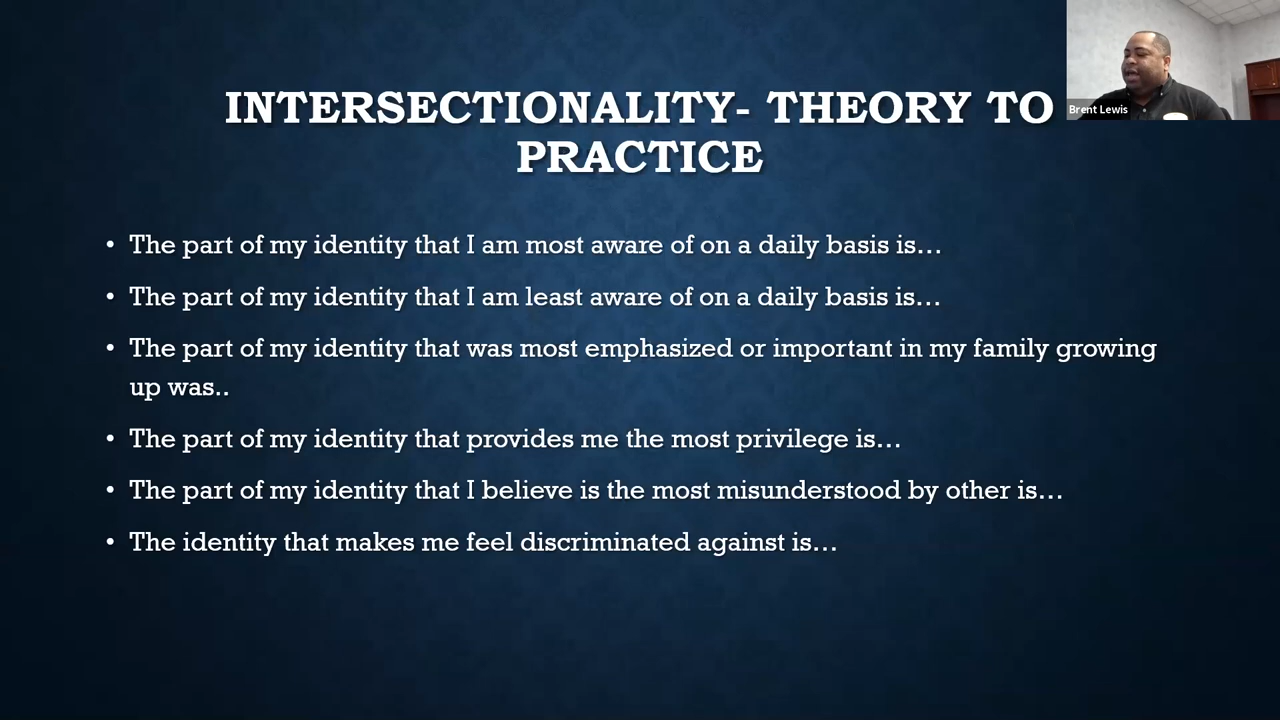 INTERSECTIONALITY- THEORY TO
PRACTICE
Brent Lewis
• The part of my identity that I am most aware of on a daily basis is…
• The part of my identity that I am least aware of on a daily basis is…
• The part of my identity that was most emphasized or important in my family growing
up was..
• The part of my identity that provides me the most privilege is…
• The part of my identity that I believe is the most misunderstood by other is…
• The identity that makes me feel discriminated against is…